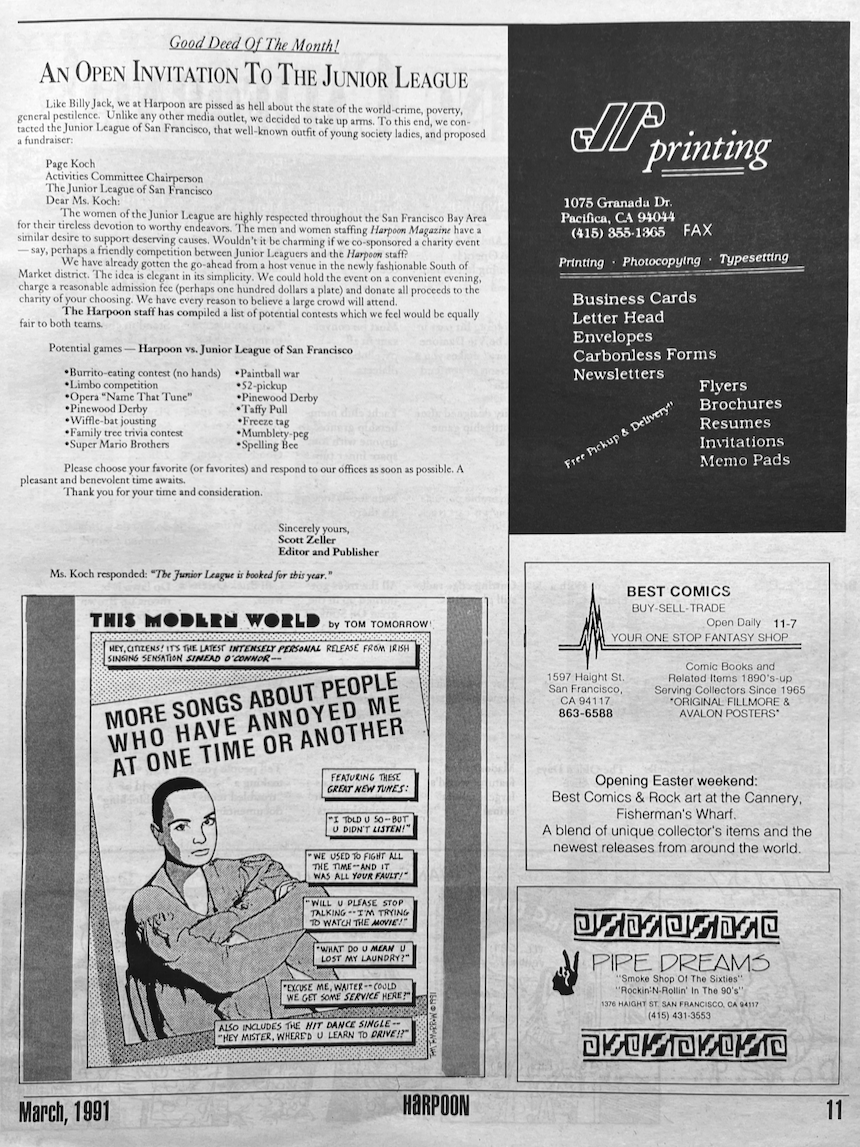 Good Deed Of The Month!
AN OPEN INVITATION TO THE JUNIOR LEAGUE
Like Billy Jack, we at Harpoon are pissed as hell about the state of the world-crime, poverty,
general pestilence. Unlike any other media outlet, we decided to take up arms. To this end, we con-
tacted the Junior League of San Francisco, that well-known outfit of young society ladies, and proposed
a fundraiser:
Page Koch
Activities Committee Chairperson
The Junior League of San Francisco
Dear Ms. Koch:
The women of the Junior League are highly respected throughout the San Francisco Bay Area
for their tireless devotion to worthy endeavors. The men and women staffing Harpoon Magazine have a
similar desire to support deserving causes. Wouldn't it be charming if we co-sponsored a charity event
— say, perhaps a friendly competition between Junior Leaguers and the Harpoon staff?
We have already gotten the go-ahead from a host venue in the newly fashionable South of
Market district. The idea is elegant in its simplicity. We could hold the event on a convenient evening,
charge a reasonable admission fee (perhaps one hundred dollars a plate) and donate all proceeds to the
charity of your choosing. We have every reason to believe a large crowd will attend.
The Harpoon staff has compiled a list of potential contests which we feel would be equally
fair to both teams.
Potential games — Harpoon vs. Junior League of San Francisco
•Burrito-eating contest (no hands)
•Limbo competition
•Opera "Name That Tune"
•Pinewood Derby
•Wiffle-bat jousting
•Family tree trivia contest
•Super Mario Brothers
•Paintball war
•52-pickup
•Pinewood Derby
•Taffy Pull
•Freeze tag
•Mumblety-peg
•Spelling Bee
Please choose your favorite (or favorites) and respond to our offices as soon as possible. A
pleasant and benevolent time awaits.
Thank you for your time and consideration.
Sincerely yours,
Scott Zeller
Editor and Publisher
Ms. Koch responded: "The Junior League is booked for this year."
THIS MODERN WORLD by TOM TOMORROW
HEY, CITIZENS! IT'S THE LATEST INTENSELY PERSONAL RELEASE FROM IRISH
SINGING SENSATION SINEAD O'CONNOR--
MORE SONGS ABOUT PEOPLE
WHO HAVE ANNOYED ME
AT ONE TIME OR ANOTHER
FEATURING THESE
GREAT NEW TUNES:
"I TOLD U SO--BUT
U DIDN'T LISTEN!"
"WE USED TO FIGHT ALL
THE TIME--AND IT
WAS ALL YOUR FAULT!"
"WILL U PLEASE STOP
TALKING--I'M TRYING
TO WATCH THE MOVIE!"
"WHAT DO U MEAN U
LOST MY LAUNDRY?"
"EXCUSE ME, WAITER--COULD
WE GET SOME SERVICE HERE?"
ALSO INCLUDES THE HIT DANCE SINGLE--
"HEY MISTER, WHERE'D U LEARN TO DRIVE!?"
TOM TOMORROW © 1991
JP printing
1075 Granada Dr.
Pacifica, CA 94044
(415) 355-1365 FAX
Printing · Photocopying · Typesetting
Business Cards
Letter Head
Envelopes
Carbonless Forms
Newsletters
Flyers
Brochures
Resumes
Invitations
Memo Pads
Free Pickup & Delivery!!
BEST COMICS
BUY-SELL-TRADE
Open Daily 11-7
YOUR ONE STOP FANTASY SHOP
1597 Haight St.
San Francisco,
CA 94117
863-6588
Comic Books and
Related Items 1890's-up
Serving Collectors Since 1965
"ORIGINAL FILLMORE &
AVALON POSTERS"
Opening Easter weekend:
Best Comics & Rock art at the Cannery,
Fisherman's Wharf.
A blend of unique collector's items and the
newest releases from around the world.
PIPE DREAMS
"Smoke Shop Of The Sixties"
"Rockin'-N-Rollin' In The 90's"
1376 HAIGHT ST. SAN FRANCISCO, CA 94117
(415) 431-3553
March, 1991
HARPOON
11